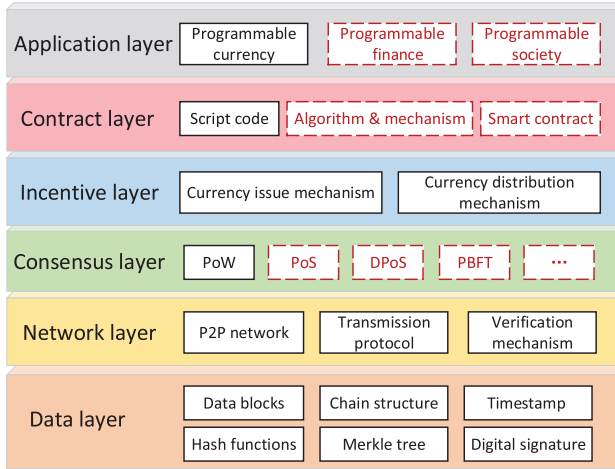 Application layer
Programmable
currency
Programmable
finance
Programmable
society
Contract layer
Script code
Algorithm & mechanism
Smart contract
Incentive layer
Currency issue mechanism
Currency distribution
mechanism
Consensus layer
PoW
PoS
DPoS
PBFT
...
Network layer
P2P network
Transmission
protocol
Verification
mechanism
Data layer
Data blocks
Chain structure
Timestamp
Hash functions
Merkle tree
Digital signature